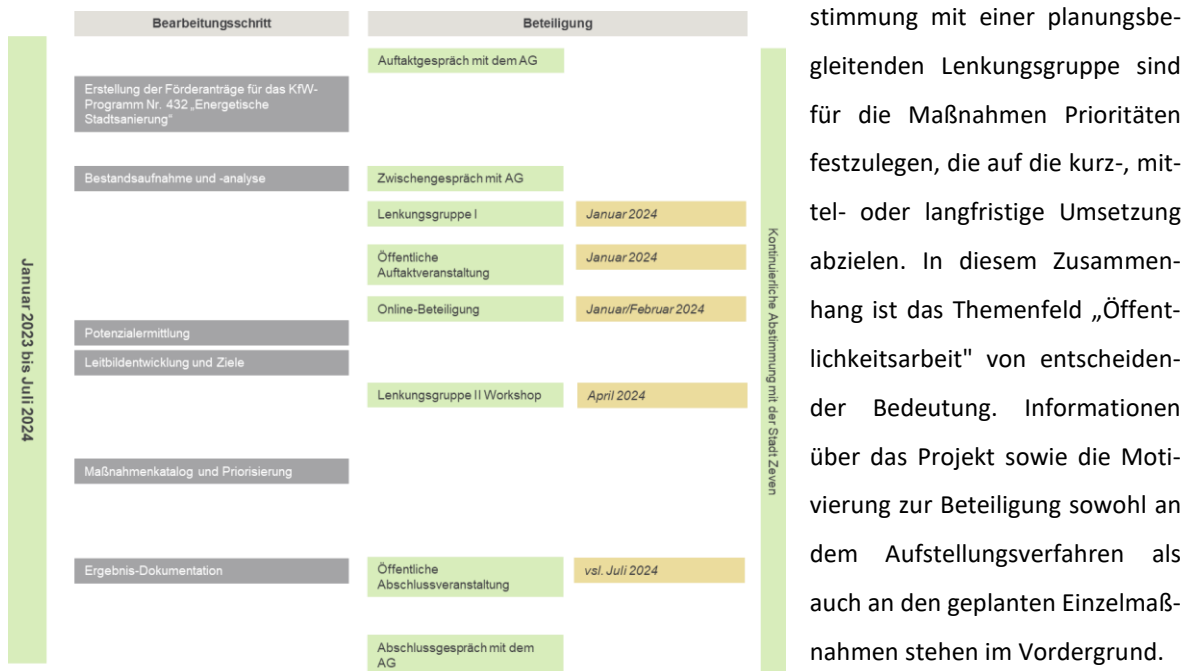 Bearbeitungsschritt
Beteiligung
Januar 2023 bis Juli 2024
Auftaktgespräch mit dem AG
Erstellung der Förderanträge für das KfW-
Programm Nr. 432 „Energetische
Stadtsanierung“
Bestandsaufnahme und -analyse
Zwischengespräch mit AG
Lenkungsgruppe I
Januar 2024
Öffentliche
Auftaktveranstaltung
Januar 2024
Online-Beteiligung
Januar/Februar 2024
Potenzialermittlung
Leitbildentwicklung und Ziele
Lenkungsgruppe II Workshop
April 2024
Maßnahmenkatalog und Priorisierung
Ergebnis-Dokumentation
Öffentliche
Abschlussveranstaltung
vsl. Juli 2024
Abschlussgespräch mit dem
AG
Kontinuierliche Abstimmung mit der Stadt Zeven
stimmung mit einer planungsbe-
gleitenden Lenkungsgruppe sind
für die Maßnahmen Prioritäten
festzulegen, die auf die kurz-, mit-
tel- oder langfristige Umsetzung
abzielen. In diesem Zusammen-
hang ist das Themenfeld „Öffent-
lichkeitsarbeit" von entscheiden-
der Bedeutung. Informationen
über das Projekt sowie die Moti-
vierung zur Beteiligung sowohl an
dem Aufstellungsverfahren als
auch an den geplanten Einzelmaß-
nahmen stehen im Vordergrund.